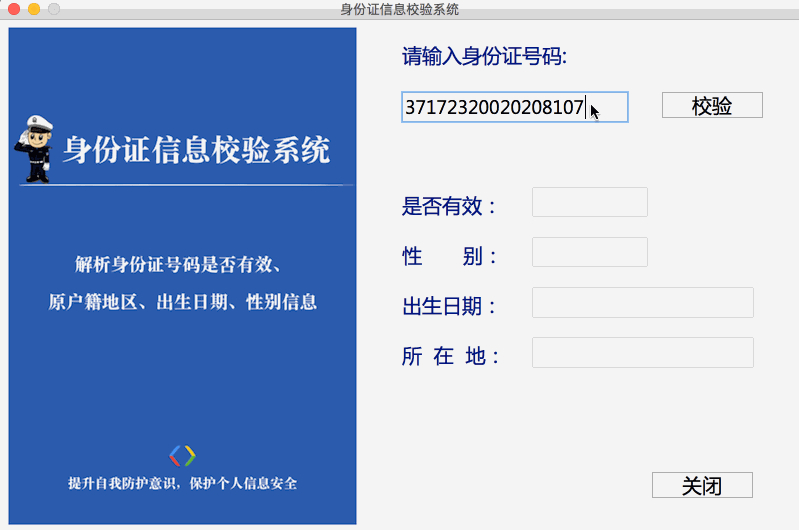 身份证信息校验系统
身份证信息校验系统
解析身份证号码是否有效、
原户籍地区、出生日期、性别信息
提升自我防护意识，保护个人信息安全
请输入身份证号码:
37172320020208107
校验
是否有效：
性 别：
出生日期：
所 在 地：
关闭